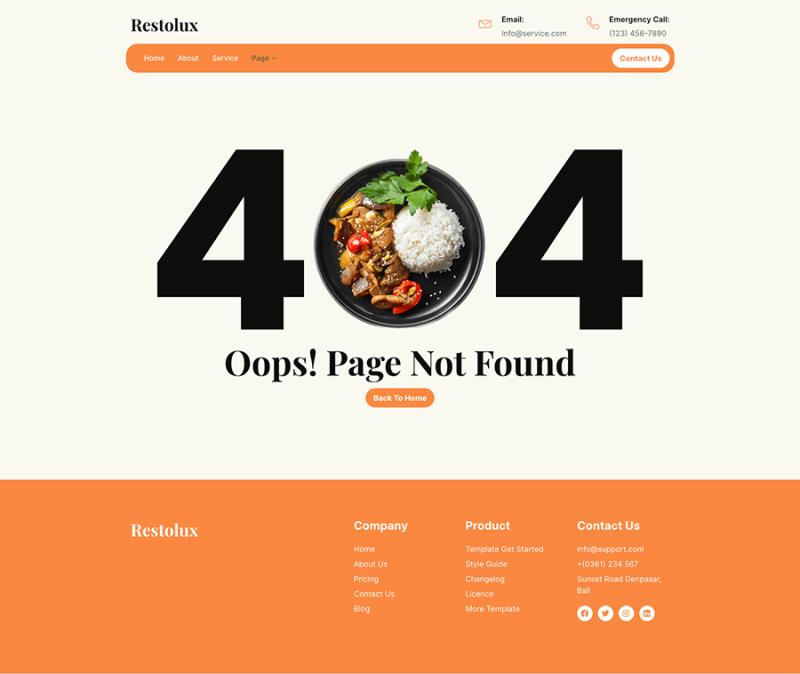 Restolux
Email:
Info@service.com
Emergency Call:
(123) 456-7890
Home
About
Service
Page
Contact Us
4 4
Oops! Page Not Found
Back To Home
Restolux
Company
Home
About Us
Pricing
Contact Us
Blog
Product
Template Get Started
Style Guide
Changelog
Licence
More Template
Contact Us
info@support.com
+(0361) 234 567
Sunset Road Denpasar,
Bali